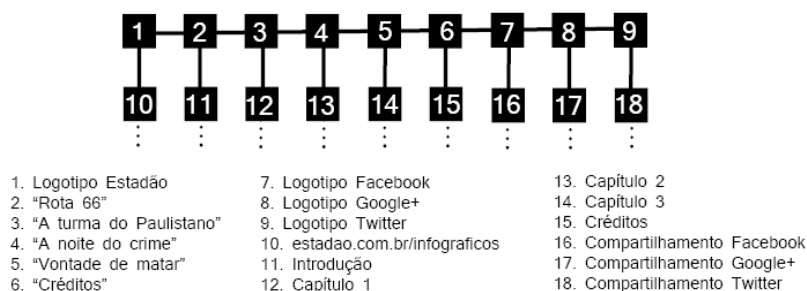 1 2 3 4 5 6 7 8 9
10 11 12 13 14 15 16 17 18
1. Logotipo Estadão
2. “Rota 66”
3. “A turma do Paulistano”
4. “A noite do crime”
5. “Vontade de matar”
6. “Créditos”
7. Logotipo Facebook
8. Logotipo Google+
9. Logotipo Twitter
10. estadao.com.br/infograficos
11. Introdução
12. Capítulo 1
13. Capítulo 2
14. Capítulo 3
15. Créditos
16. Compartilhamento Facebook
17. Compartilhamento Google+
18. Compartilhamento Twitter